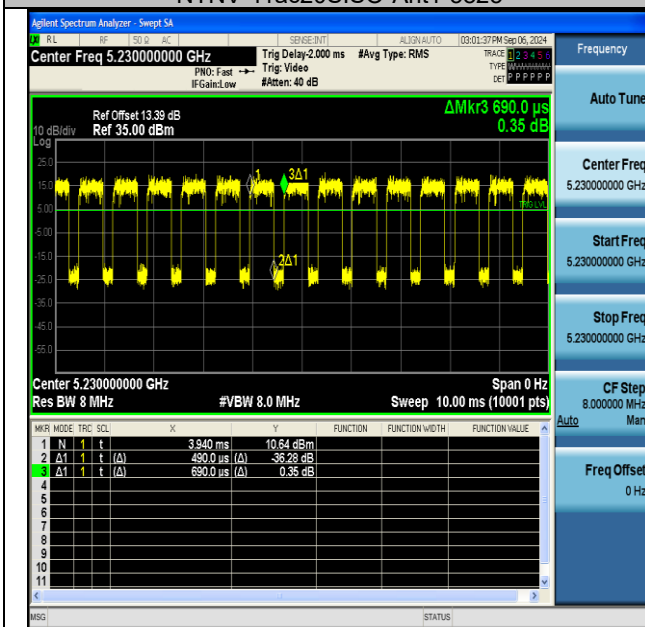 Agilent Spectrum Analyzer - Swept SA
RL RF 50 Ω AC SENSE:INT ALIGN AUTO 03:01:37 PM Sep 06, 2024
Center Freq 5.230000000 GHz
PNO: Fast
IFGain:Low
Trig Delay-2.000 ms
Trig: Video
#Atten: 40 dB
#Avg Type: RMS
TRACE 1 2 3 4 5 6
TYPE
DET P P P P P P
Ref Offset 13.39 dB
10 dB/div Ref 35.00 dBm
Log
ΔMkr3 690.0 µs
0.35 dB
25.0
15.0
5.00
-5.00
-15.0
-25.0
-35.0
-45.0
-55.0
1
3Δ1
2Δ1
TRIG LVL
Center 5.230000000 GHz Span 0 Hz
Res BW 8 MHz #VBW 8.0 MHz Sweep 10.00 ms (10001 pts)
MKR MODE TRC SCL X Y FUNCTION FUNCTION WIDTH FUNCTION VALUE
1 N 1 t 3.940 ms 10.64 dBm
2 Δ1 1 t (Δ) 490.0 µs (Δ) -36.28 dB
3 Δ1 1 t (Δ) 690.0 µs (Δ) 0.35 dB
4
5
6
7
8
9
10
11
MSG STATUS
Frequency
Auto Tune
Center Freq
5.230000000 GHz
Start Freq
5.230000000 GHz
Stop Freq
5.230000000 GHz
CF Step
8.000000 MHz
Auto Man
Freq Offset
0 Hz